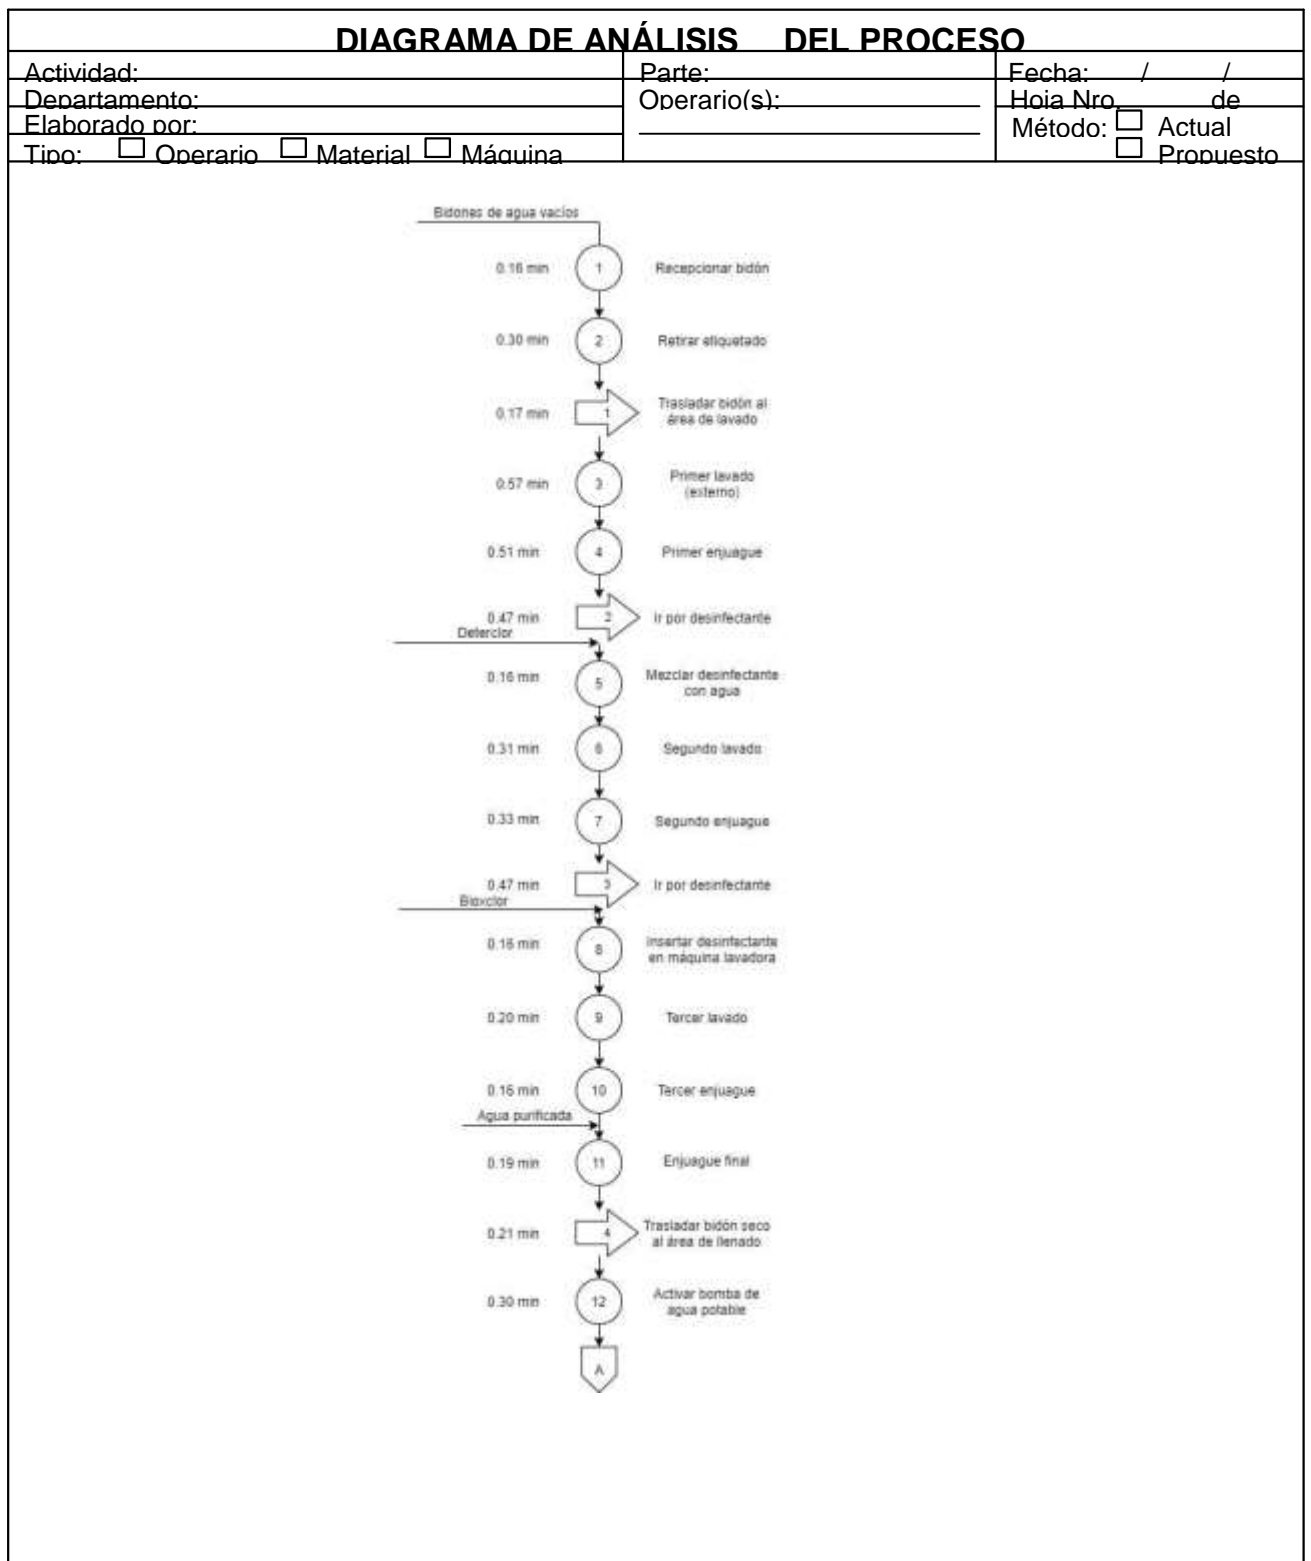 DIAGRAMA DE ANÁLISIS DEL PROCESO
Actividad:
Parte:
Fecha: / /
Departamento:
Operario(s):
Hoja Nro. de
Elaborado por:
Método: Actual
Tipo: Operario Material Máquina
Propuesto
Bidones de agua vacíos
0.16 min 1 Recepcionar bidón
0.30 min 2 Retirar etiquetado
0.17 min 1 Trasladar bidón al
área de lavado
0.57 min 3 Primer lavado
(externo)
0.51 min 4 Primer enjuague
0.47 min 2 Ir por desinfectante
Deterclor
0.16 min 5 Mezclar desinfectante
con agua
0.31 min 6 Segundo lavado
0.33 min 7 Segundo enjuague
0.47 min 3 Ir por desinfectante
Bioxclor
0.16 min 8 Insertar desinfectante
en máquina lavadora
0.20 min 9 Tercer lavado
0.16 min 10 Tercer enjuague
Agua purificada
0.19 min 11 Enjuague final
0.21 min 4 Trasladar bidón seco
al área de llenado
0.30 min 12 Activar bomba de
agua potable
A